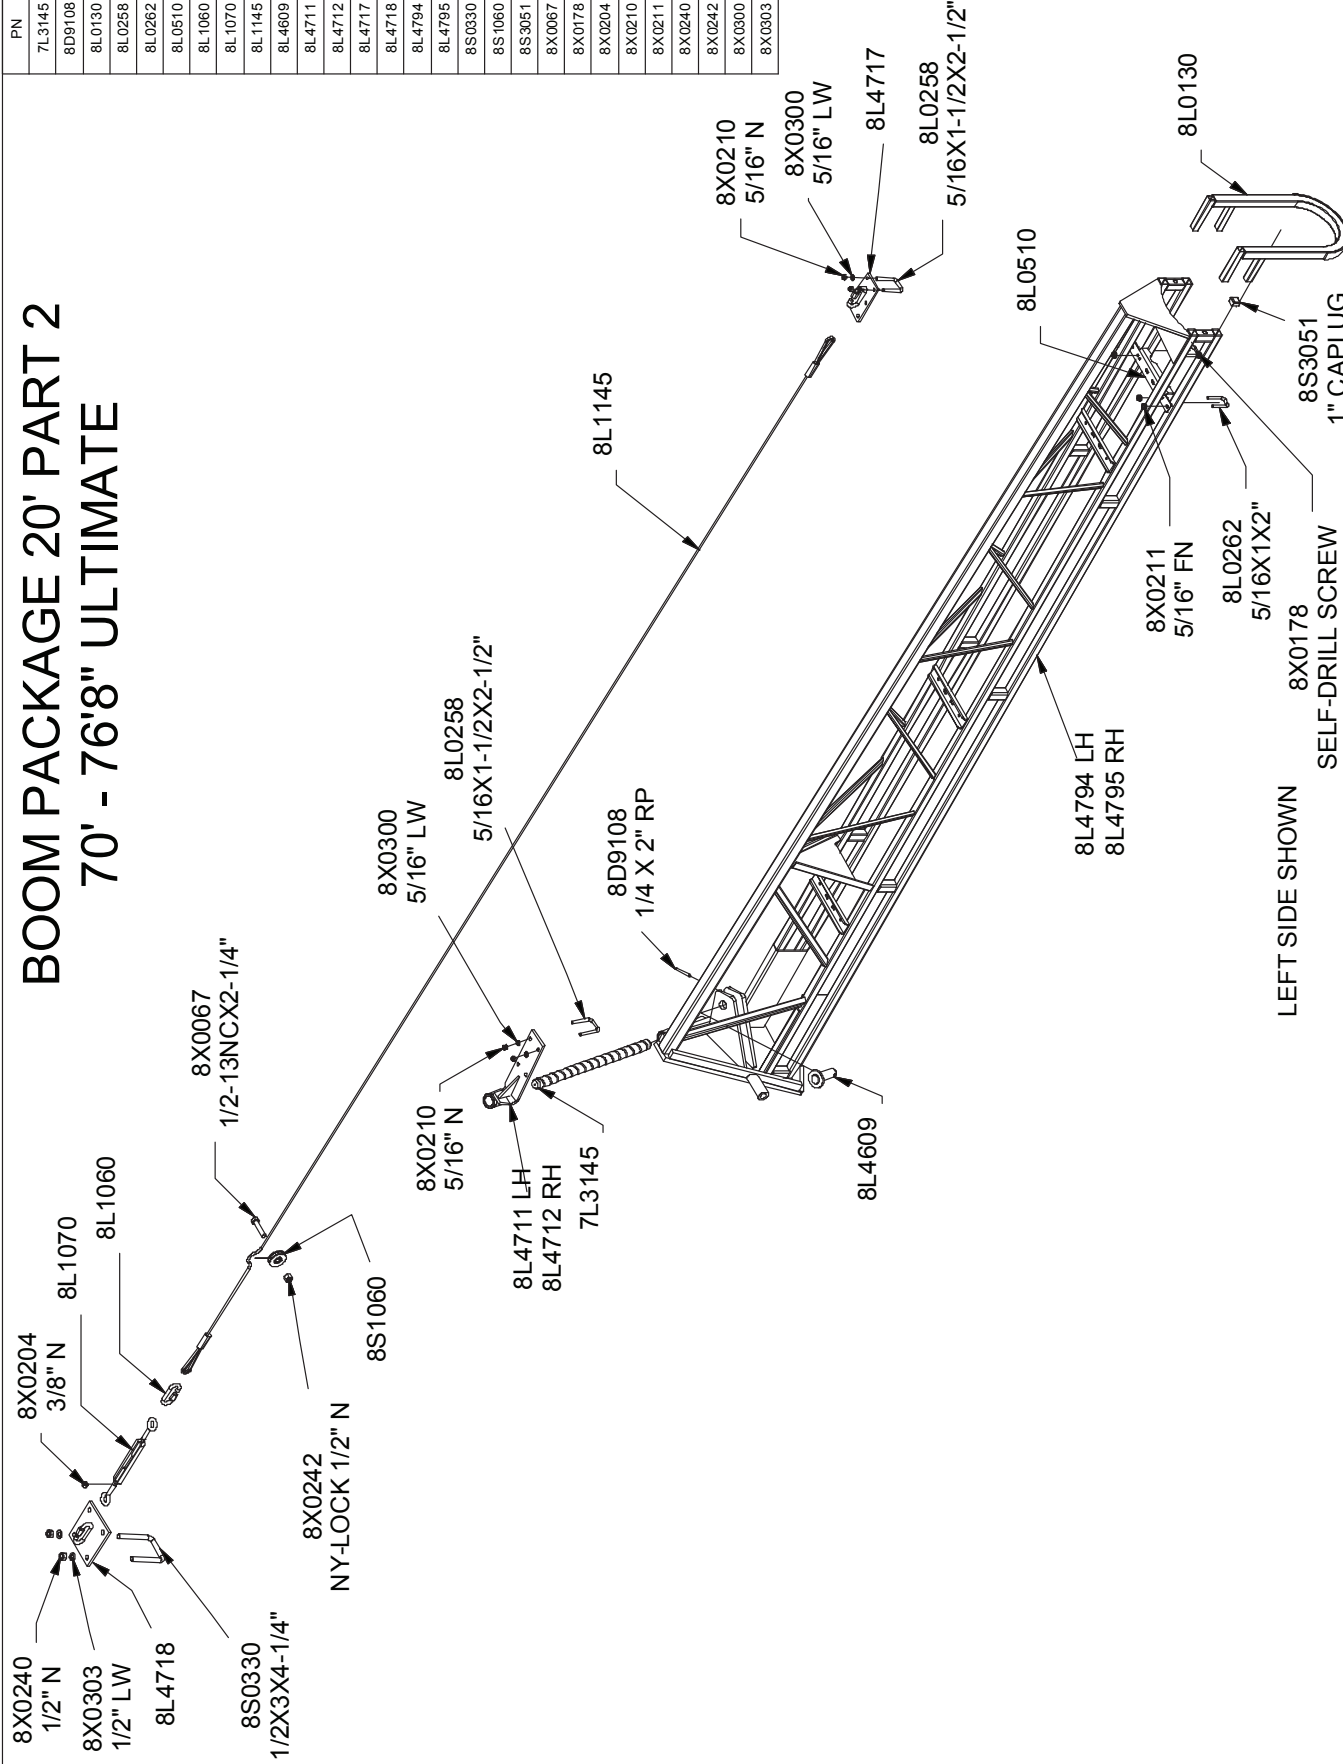 BOOM PACKAGE 20' PART 2
70' - 76'8" ULTIMATE
PN
7L3145
8D9108
8L0130
8L0258
8L0262
8L0510
8L1060
8L1070
8L1145
8L4609
8L4711
8L4712
8L4717
8L4718
8L4794
8L4795
8S0330
8S1060
8S3051
8X0067
8X0178
8X0204
8X0210
8X0211
8X0240
8X0242
8X0300
8X0303
8X0240
1/2" N
8X0303
1/2" LW
8L4718
8S0330
1/2X3X4-1/4"
8X0204
3/8" N
8L1070
8L1060
8X0242
NY-LOCK 1/2" N
8S1060
8X0067
1/2-13NCX2-1/4"
8X0210
5/16" N
8L4711 LH
8L4712 RH
7L3145
8X0300
5/16" LW
8L0258
5/16X1-1/2X2-1/2"
8D9108
1/4 X 2" RP
8L4609
8L1145
8X0210
5/16" N
8X0300
5/16" LW
8L4717
8L0258
5/16X1-1/2X2-1/2"
8L0510
8L0130
8L4794 LH
8L4795 RH
8X0211
5/16" FN
8L0262
5/16X1X2"
8X0178
SELF-DRILL SCREW
8S3051
1" CAPLUG
LEFT SIDE SHOWN